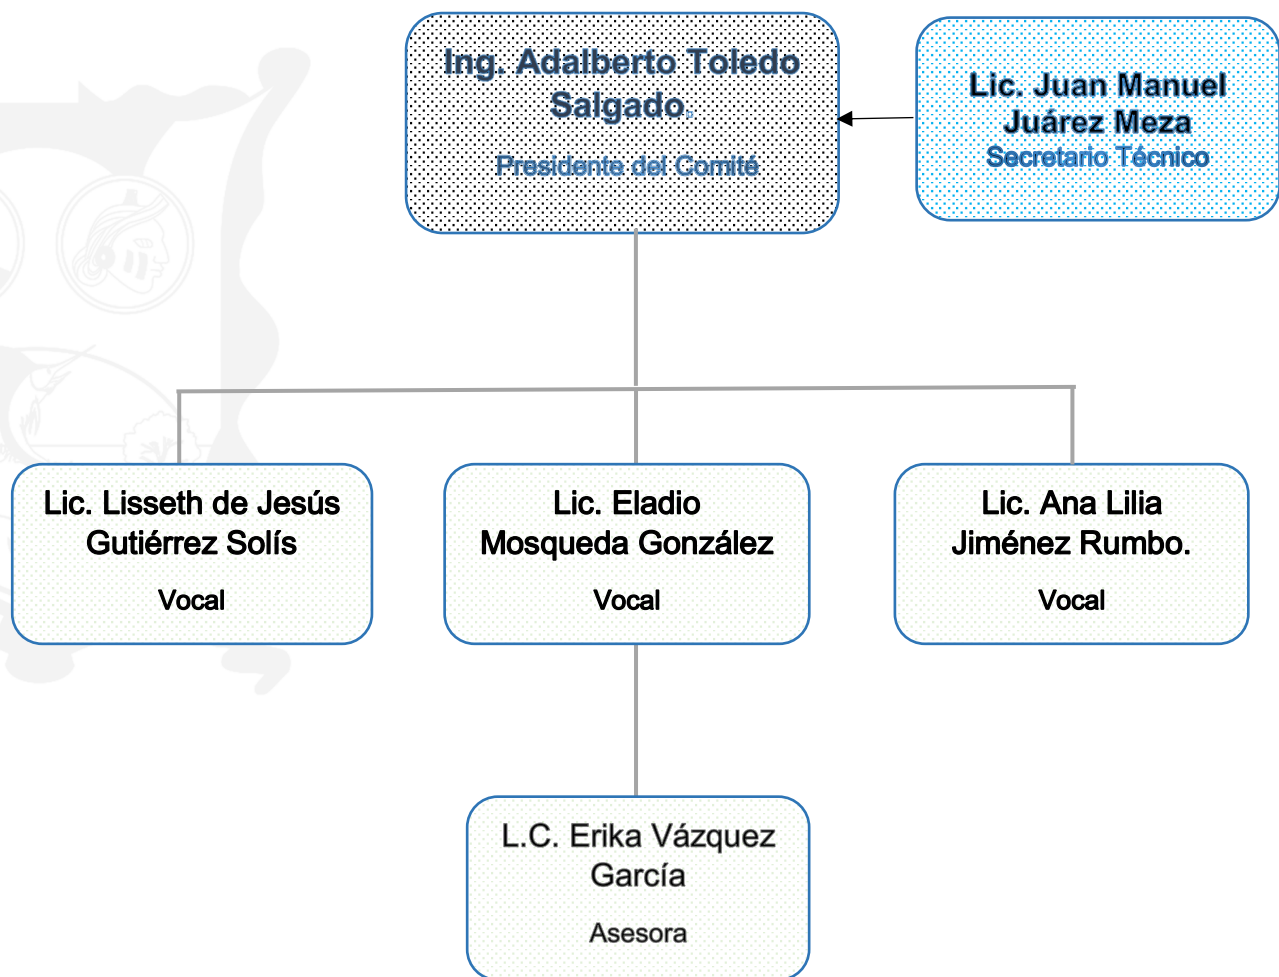 Ing. Adalberto Toledo
Salgado.
Presidente del Comité
Lic. Juan Manuel
Juárez Meza
Secretario Técnico
Lic. Lisseth de Jesús
Gutiérrez Solís
Vocal
Lic. Eladio
Mosqueda González
Vocal
Lic. Ana Lilia
Jiménez Rumbo.
Vocal
L.C. Erika Vázquez
García
Asesora